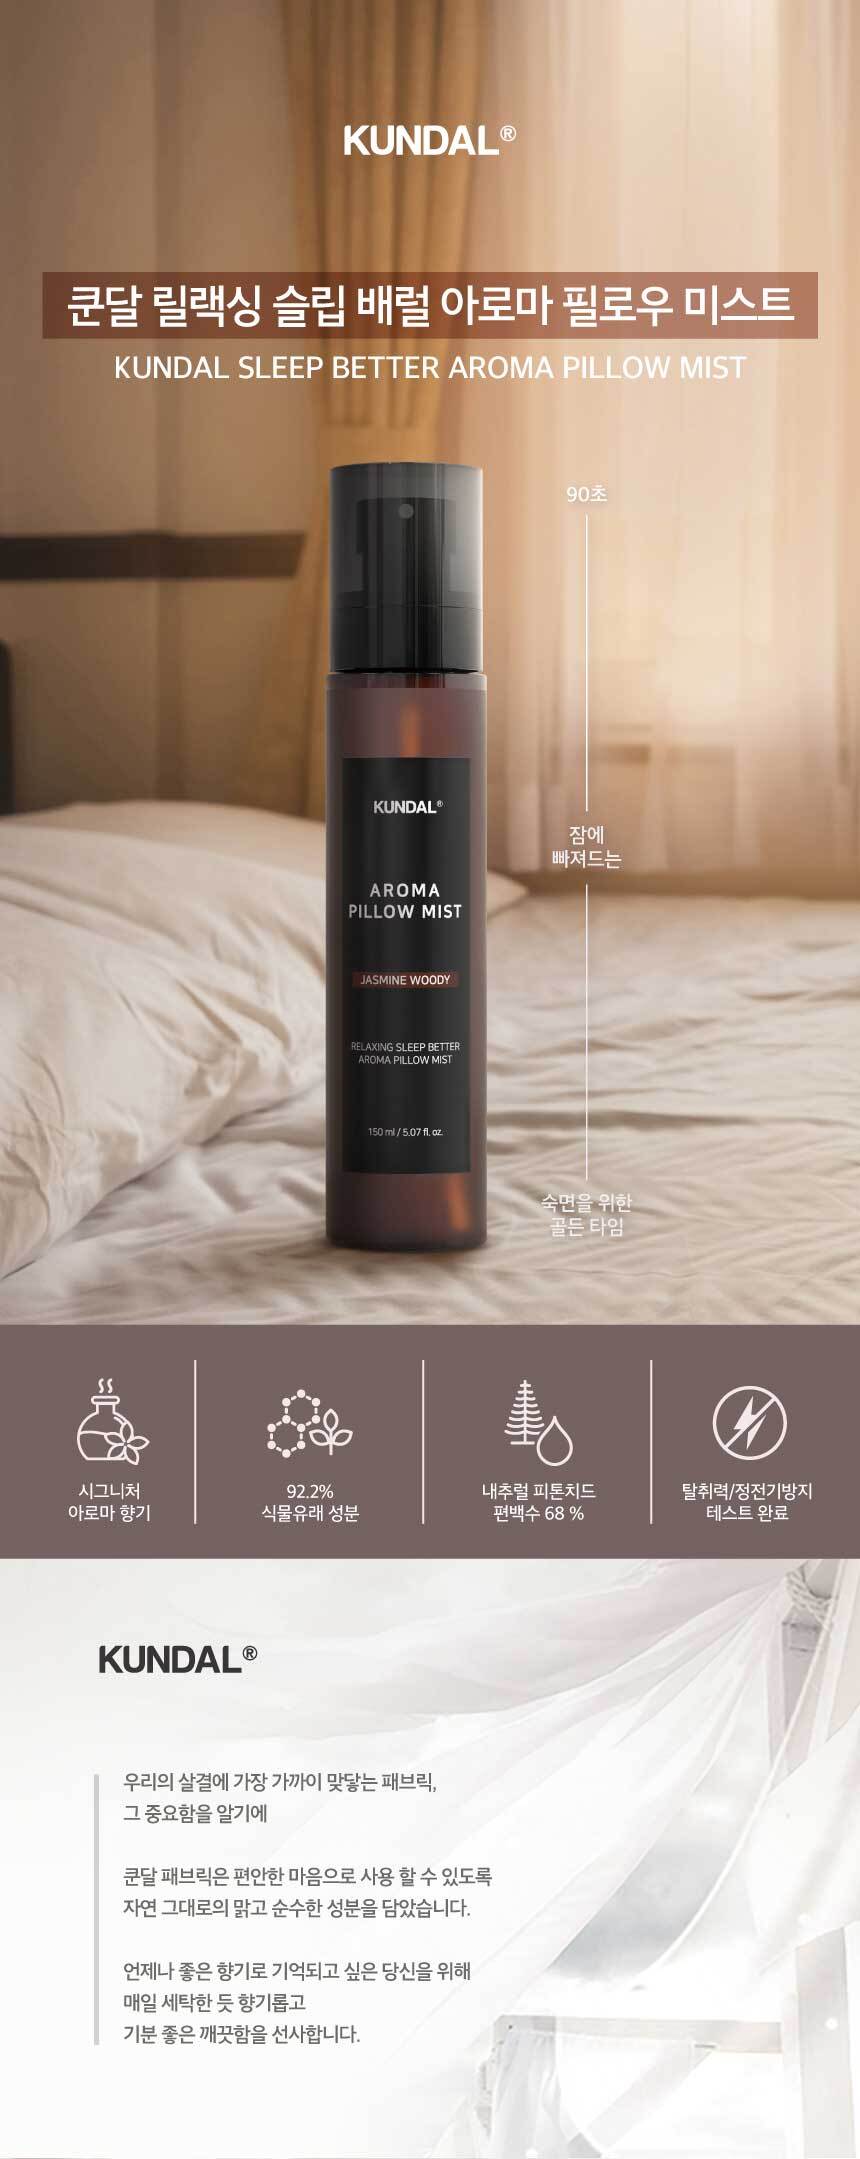 KUNDAL®
쿤달 릴랙싱 슬립 배럴 아로마 필로우 미스트
KUNDAL SLEEP BETTER AROMA PILLOW MIST
90초
잠에
빠져드는
숙면을 위한
골든 타임
KUNDAL®
AROMA
PILLOW MIST
JASMINE WOODY
RELAXING SLEEP BETTER
AROMA PILLOW MIST
150 ml / 5.07 fl. oz.
시그니처
아로마 향기
92.2%
식물유래 성분
내추럴 피톤치드
편백수 68 %
탈취력/정전기방지
테스트 완료
KUNDAL®
우리의 살결에 가장 가까이 맞닿는 패브릭,
그 중요함을 알기에
쿤달 패브릭은 편안한 마음으로 사용 할 수 있도록
자연 그대로의 맑고 순수한 성분을 담았습니다.
언제나 좋은 향기로 기억되고 싶은 당신을 위해
매일 세탁한 듯 향기롭고
기분 좋은 깨끗함을 선사합니다.